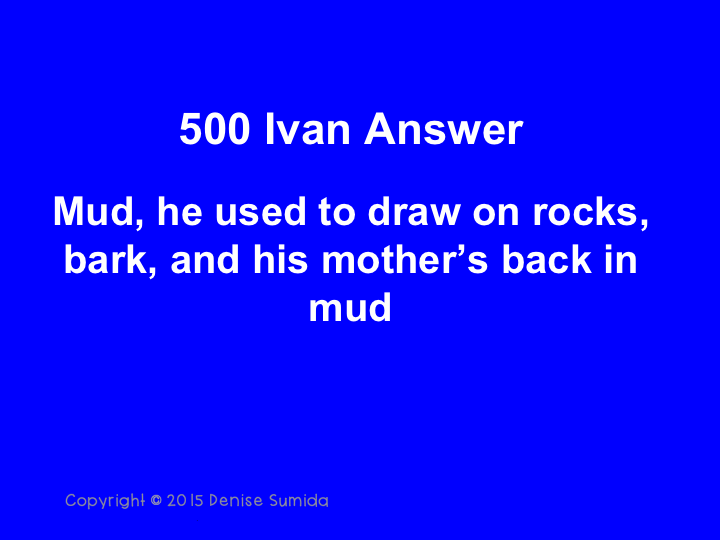 500 Ivan Answer
Mud, he used to draw on rocks,
bark, and his mother’s back in
mud
Copyright © 2015 Denise Sumida